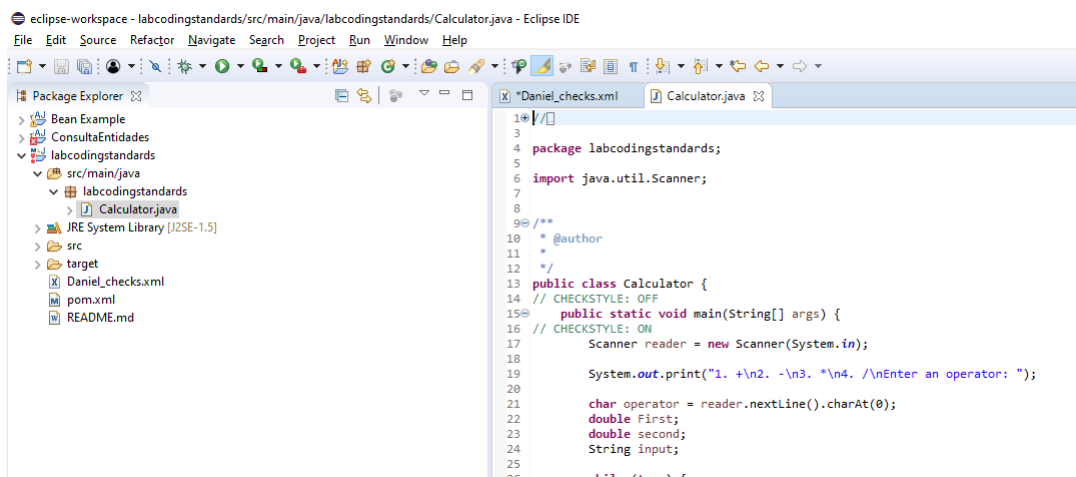 eclipse-workspace - labcodingstandards/src/main/java/labcodingstandards/Calculator.java - Eclipse IDE
File Edit Source Refactor Navigate Search Project Run Window Help
Package Explorer
Bean Example
ConsultaEntidades
labcodingstandards
src/main/java
labcodingstandards
Calculator.java
JRE System Library [J2SE-1.5]
src
target
Daniel_checks.xml
pom.xml
README.md
*Daniel_checks.xml Calculator.java
1 //
3
4 package labcodingstandards;
5
6 import java.util.Scanner;
7
8
9 /**
10 * @author
11 *
12 */
13 public class Calculator {
14 // CHECKSTYLE: OFF
15 public static void main(String[] args) {
16 // CHECKSTYLE: ON
17 Scanner reader = new Scanner(System.in);
18
19 System.out.print("1. +\n2. -\n3. *\n4. /\nEnter an operator: ");
20
21 char operator = reader.nextLine().charAt(0);
22 double First;
23 double second;
24 String input;
25